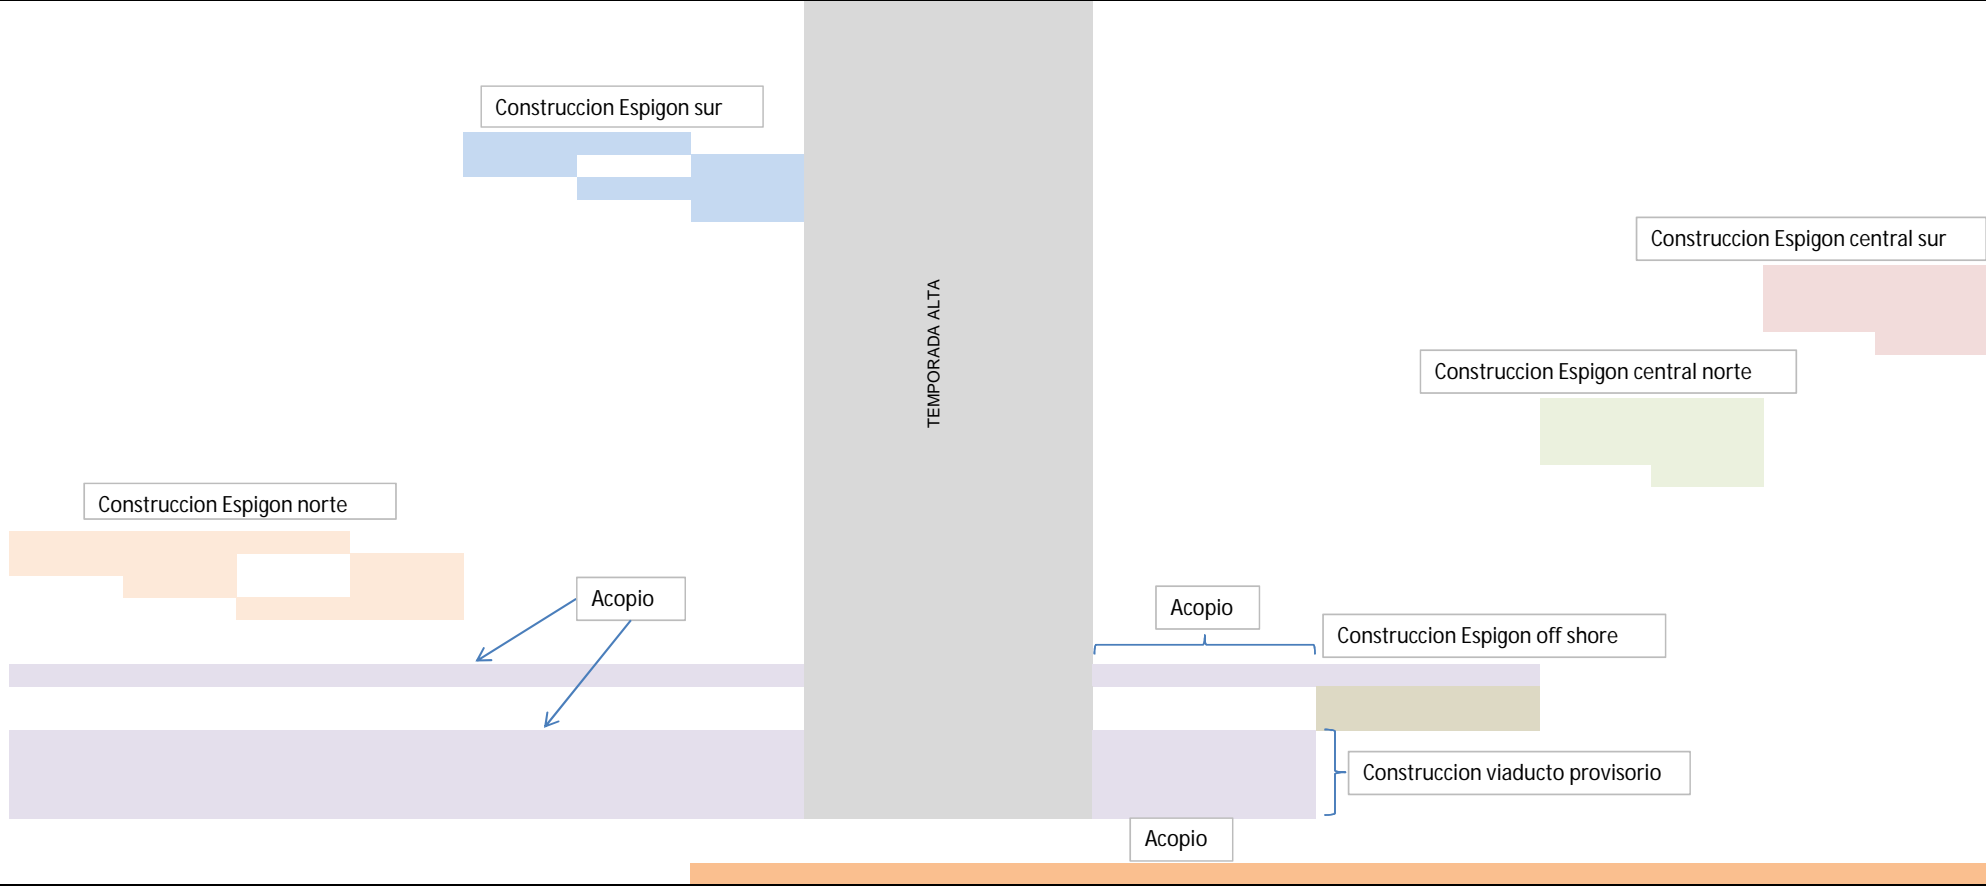 Construccion Espigon sur
TEMPORADA ALTA
Construccion Espigon central sur
Construccion Espigon central norte
Construccion Espigon norte
Acopio
Acopio
Construccion Espigon off shore
Construccion viaducto provisorio
Acopio